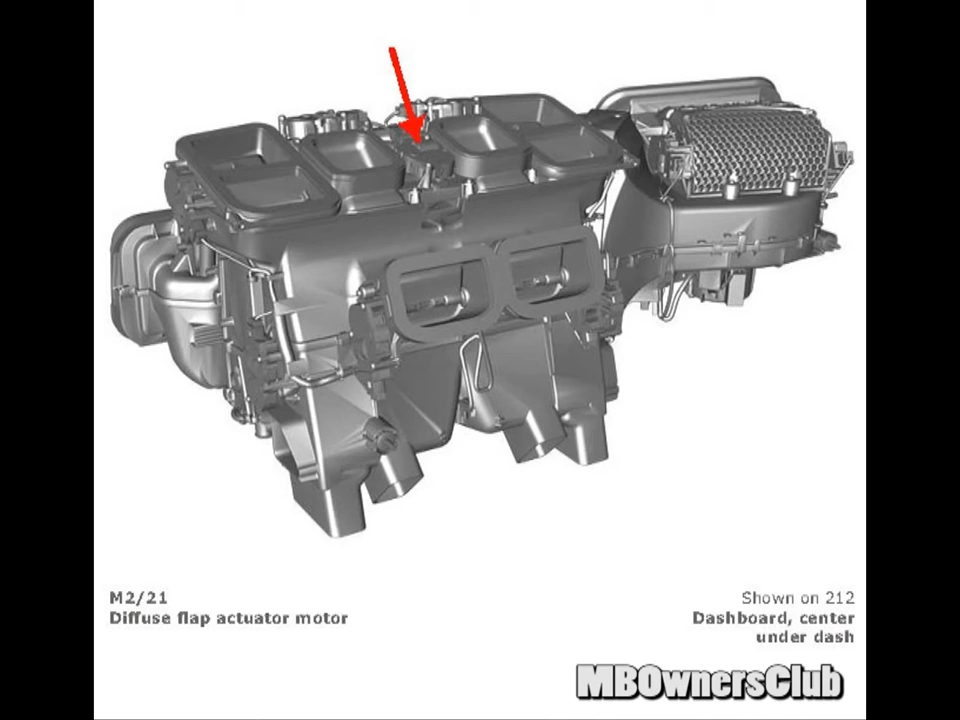 M2/21
Diffuse flap actuator motor
Shown on 212
Dashboard, center
under dash
MBOwnersClub